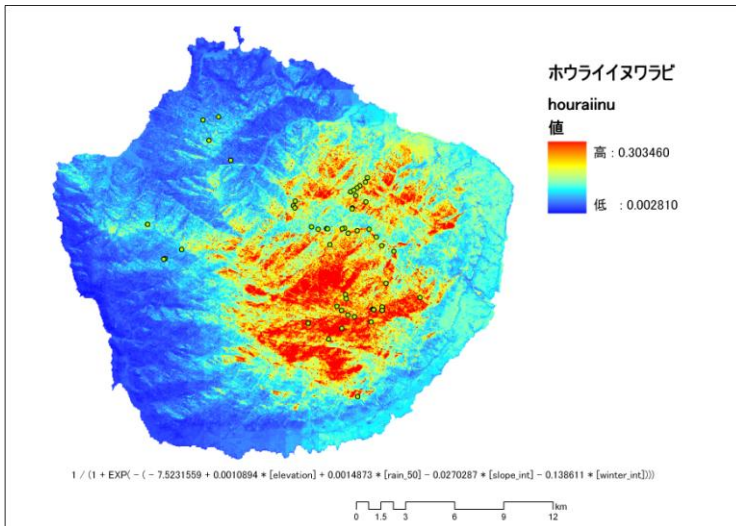 ホウライイヌワラビ
houraiinu
値
高 : 0.303460
低 : 0.002810
1 / (1 + EXP( - ( - 7.5231559 + 0.0010894 * [elevation] + 0.0014873 * [rain_50] - 0.0270287 * [slope_int] - 0.138611 * [winter_int])))
km
0 1.5 3 6 9 12